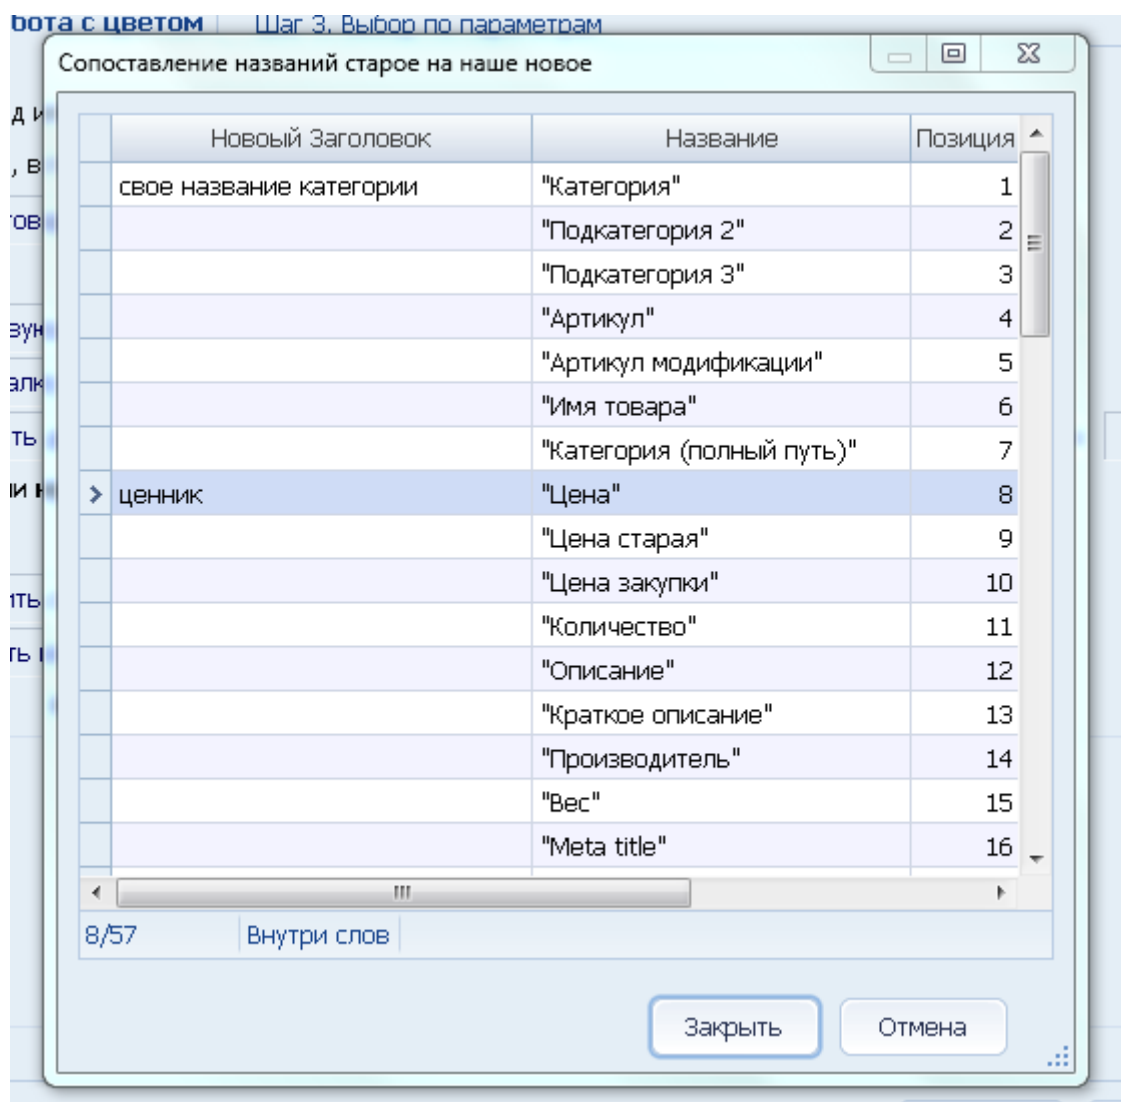 бота с цветом Шаг 3. Выбор по параметрам
Сопоставление названий старое на наше новое
Новоый Заголовок Название Позиция
свое название категории "Категория" 1
"Подкатегория 2" 2
"Подкатегория 3" 3
"Артикул" 4
"Артикул модификации" 5
"Имя товара" 6
"Категория (полный путь)" 7
ценник "Цена" 8
"Цена старая" 9
"Цена закупки" 10
"Количество" 11
"Описание" 12
"Краткое описание" 13
"Производитель" 14
"Вес" 15
"Meta title" 16
8/57 Внутри слов
Закрыть Отмена